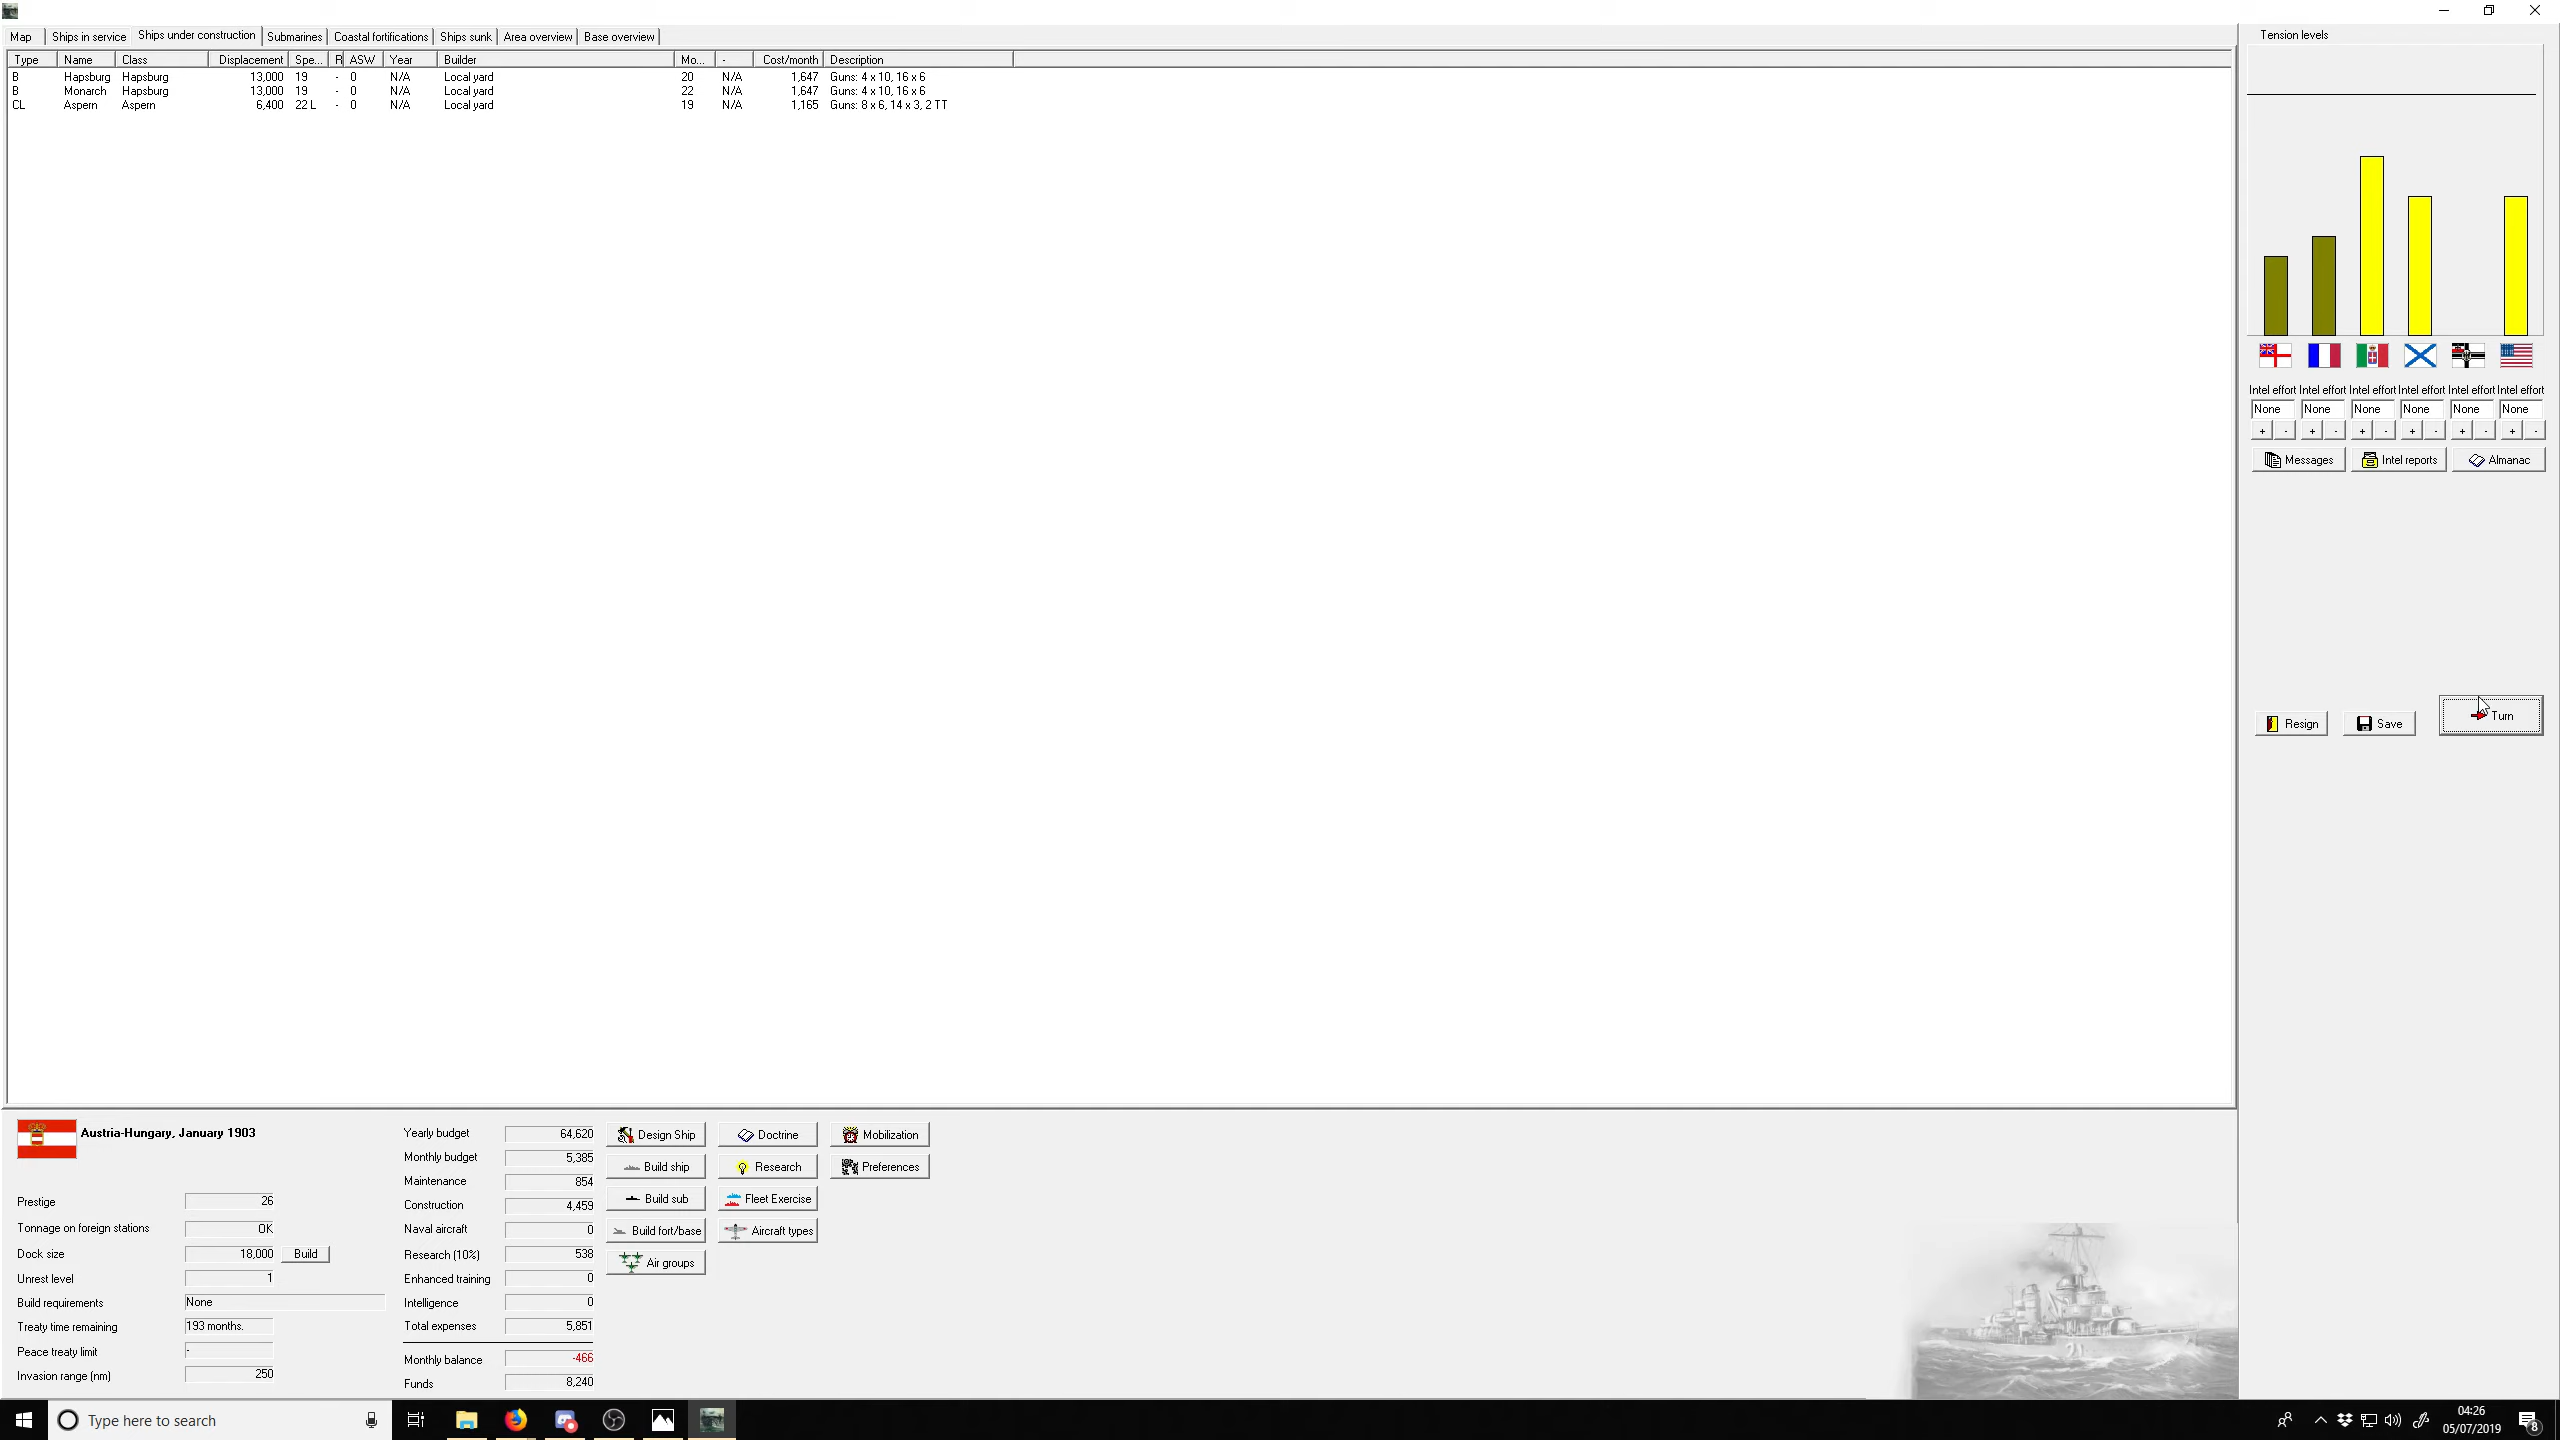 Map Ships in service Ships under construction Submarines Coastal fortifications Ships sunk Area overview Base overview
Type Name Class Displacement Spe... R ASW Year Builder Mo... - Cost/month Description
B Hapsburg Hapsburg 13,000 19 - 0 N/A Local yard 20 N/A 1,647 Guns: 4 x 10, 16 x 6
B Monarch Hapsburg 13,000 19 - 0 N/A Local yard 22 N/A 1,647 Guns: 4 x 10, 16 x 6
CL Aspern Aspern 6,400 22 L - 0 N/A Local yard 19 N/A 1,165 Guns: 8 x 6, 14 x 3, 2 TT
Tension levels
Intel effort Intel effort Intel effort Intel effort Intel effort Intel effort
None None None None None None
+ - + - + - + - + - + -
Messages Intel reports Almanac
Resign Save Turn
Austria-Hungary, January 1903
Prestige 26
Tonnage on foreign stations OK
Dock size 18,000 Build
Unrest level 1
Build requirements None
Treaty time remaining 193 months.
Peace treaty limit -
Invasion range (nm) 250
Yearly budget 64,620
Monthly budget 5,385
Maintenance 854
Construction 4,459
Naval aircraft 0
Research (10%) 538
Enhanced training 0
Intelligence 0
Total expenses 5,851
Monthly balance -466
Funds 8,240
Design Ship Doctrine Mobilization
Build ship Research Preferences
Build sub Fleet Exercise
Build fort/base Aircraft types
Air groups
Type here to search
04:26
05/07/2019
8